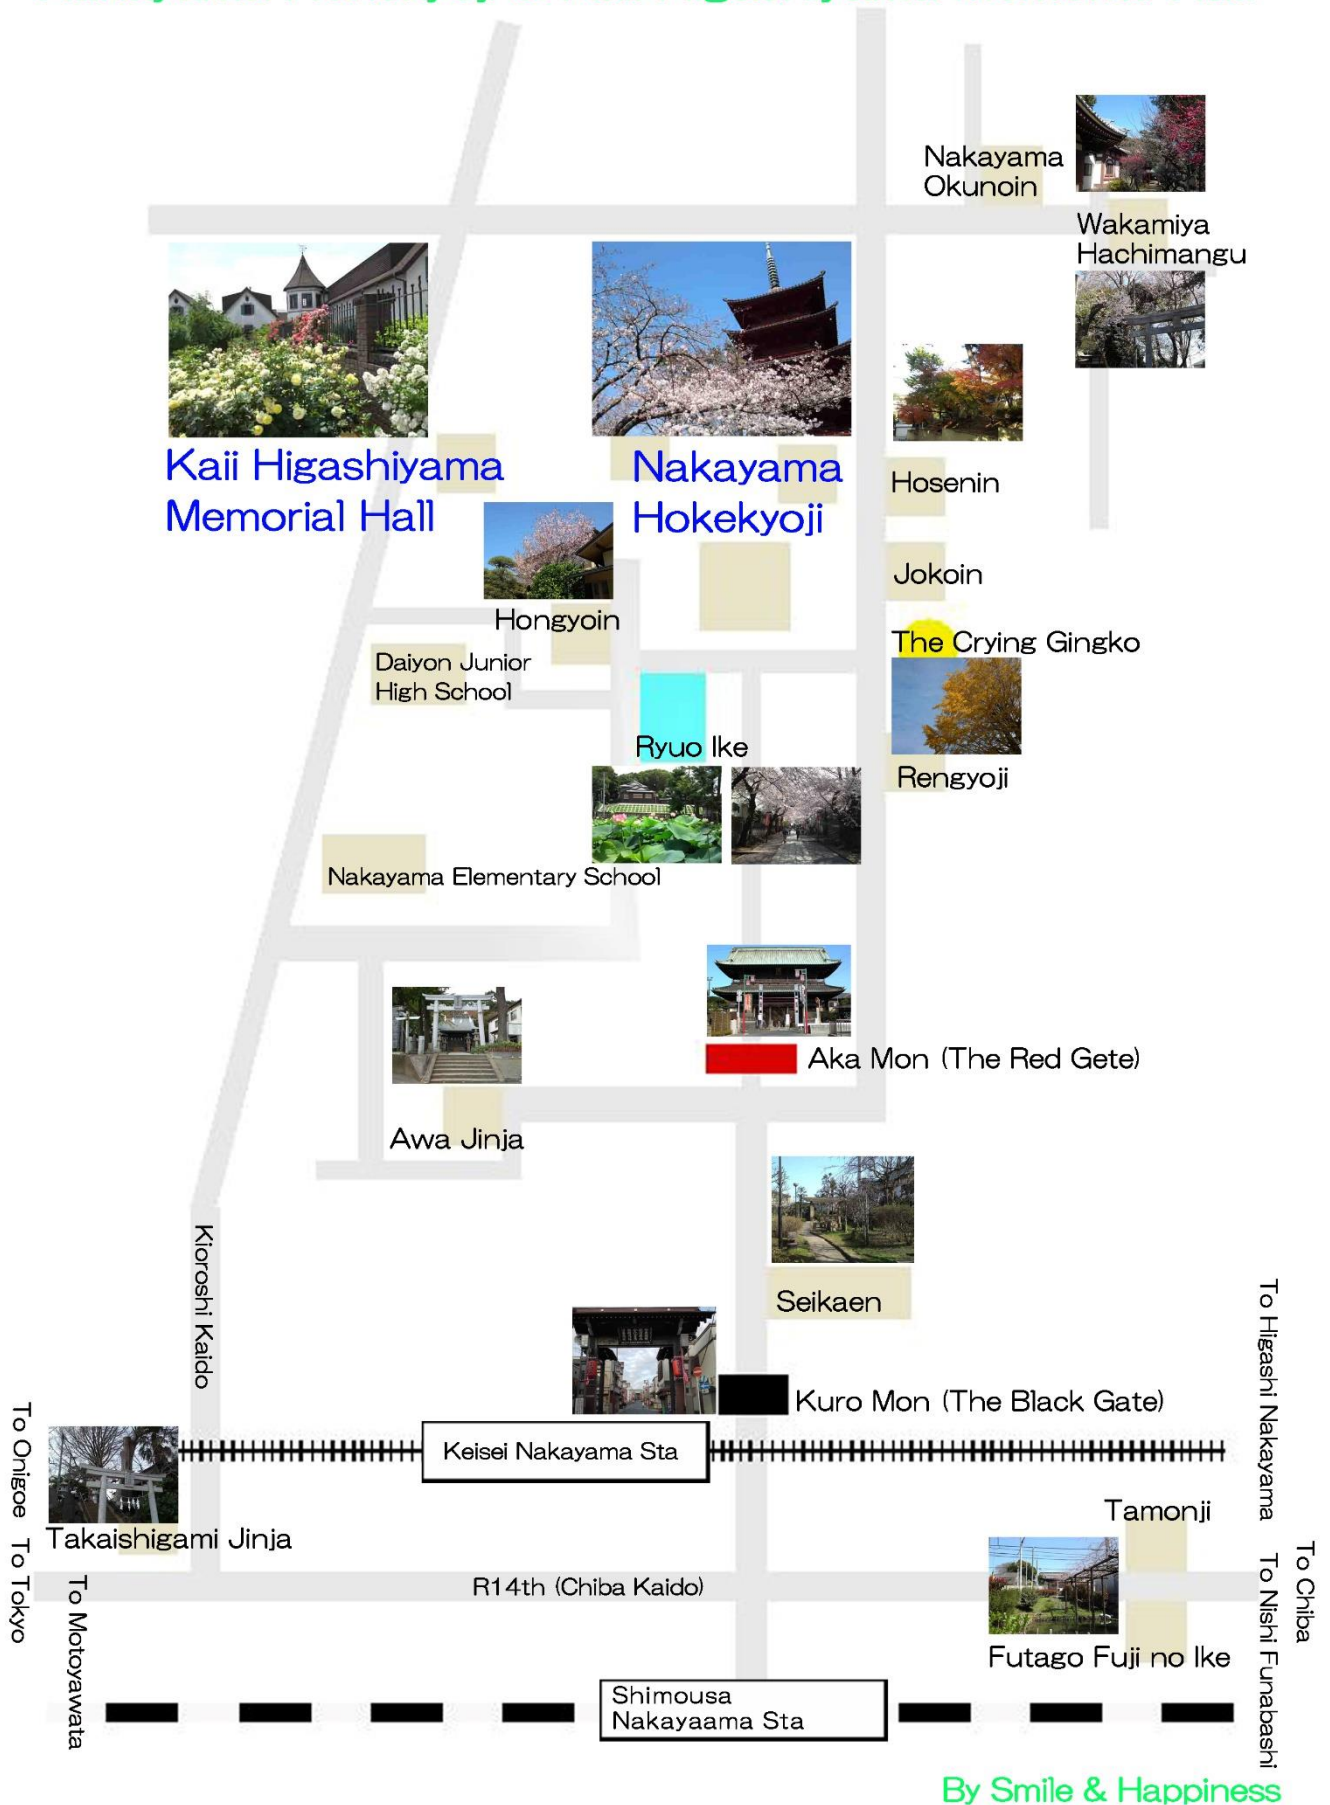 Nakayama
Okunoin
Wakamiya
Hachimangu
Kaii Higashiyama
Memorial Hall
Nakayama
Hokekyoji
Hosenin
Jokoin
Hongyoin
The Crying Gingko
Daiyon Junior
High School
Ryuo Ike
Rengyoji
Nakayama Elementary School
Aka Mon (The Red Gete)
Awa Jinja
Kioroshi Kaido
Seikaen
To Higashi Nakayama
Kuro Mon (The Black Gate)
To Onigoe
Keisei Nakayama Sta
Tamonji
Takaishigami Jinja
To Tokyo
To Motoyawata
R14th (Chiba Kaido)
To Chiba
To Nishi Funabashi
Futago Fuji no Ike
Shimousa
Nakayaama Sta
By Smile & Happiness